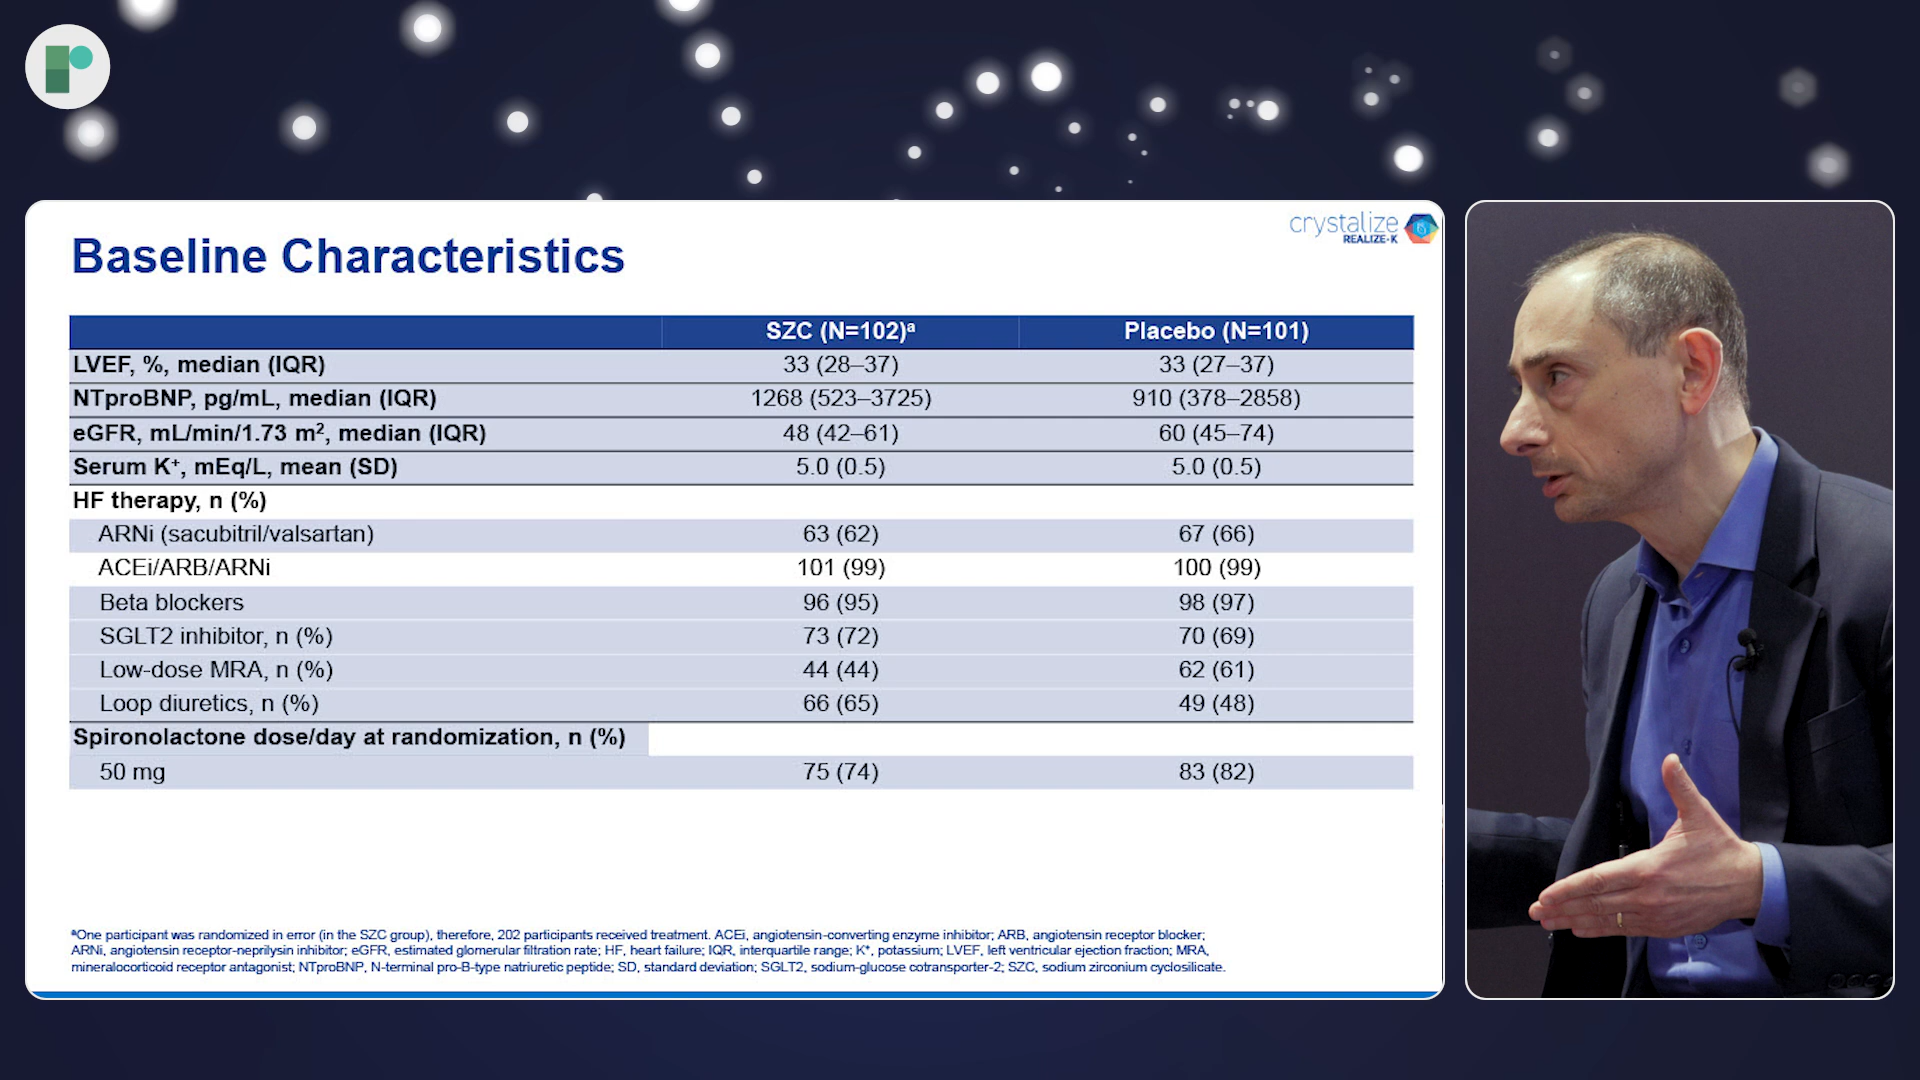 crystalize
REALIZE-K
Baseline Characteristics
SZC (N=102)ª Placebo (N=101)
LVEF, %, median (IQR) 33 (28–37) 33 (27–37)
NTproBNP, pg/mL, median (IQR) 1268 (523–3725) 910 (378–2858)
eGFR, mL/min/1.73 m², median (IQR) 48 (42–61) 60 (45–74)
Serum K⁺, mEq/L, mean (SD) 5.0 (0.5) 5.0 (0.5)
HF therapy, n (%)
ARNi (sacubitril/valsartan) 63 (62) 67 (66)
ACEi/ARB/ARNi 101 (99) 100 (99)
Beta blockers 96 (95) 98 (97)
SGLT2 inhibitor, n (%) 73 (72) 70 (69)
Low-dose MRA, n (%) 44 (44) 62 (61)
Loop diuretics, n (%) 66 (65) 49 (48)
Spironolactone dose/day at randomization, n (%)
50 mg 75 (74) 83 (82)
ªOne participant was randomized in error (in the SZC group), therefore, 202 participants received treatment. ACEi, angiotensin-converting enzyme inhibitor; ARB, angiotensin receptor blocker;
ARNi, angiotensin receptor-neprilysin inhibitor; eGFR, estimated glomerular filtration rate; HF, heart failure; IQR, interquartile range; K⁺, potassium; LVEF, left ventricular ejection fraction; MRA,
mineralocorticoid receptor antagonist; NTproBNP, N-terminal pro-B-type natriuretic peptide; SD, standard deviation; SGLT2, sodium-glucose cotransporter-2; SZC, sodium zirconium cyclosilicate.